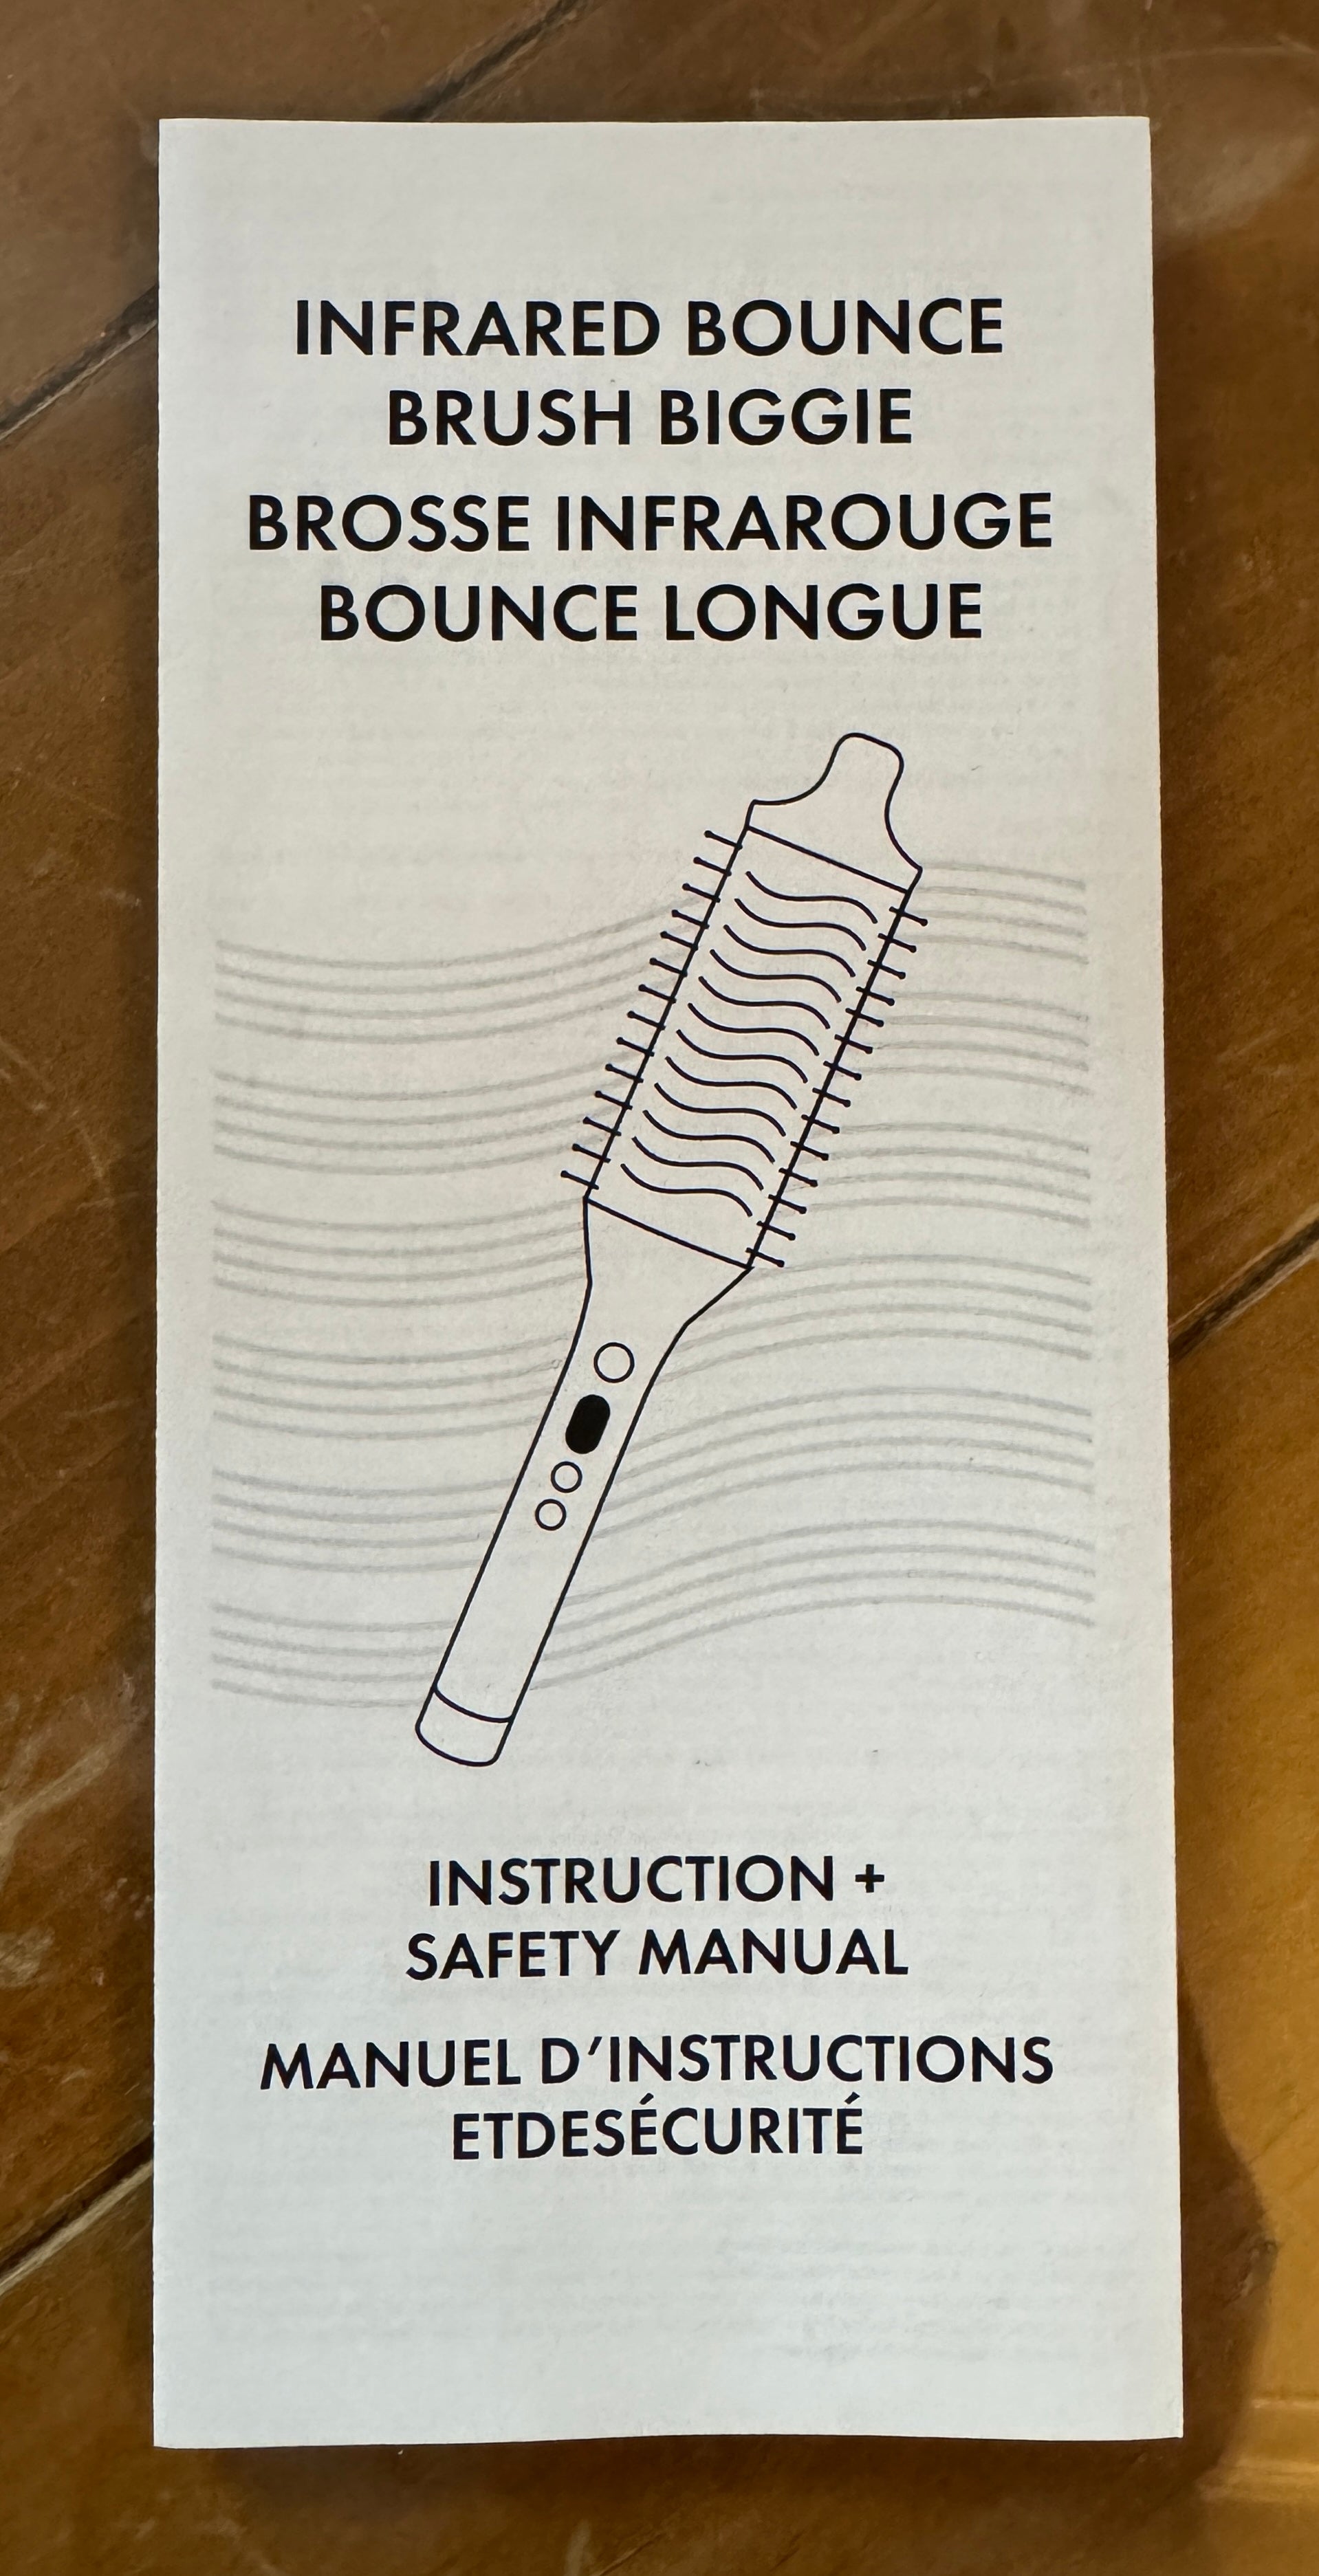 INFRARED BOUNCE
BRUSH BIGGIE
BROSSE INFRAROUGE
BOUNCE LONGUE
INSTRUCTION +
SAFETY MANUAL
MANUEL D'INSTRUCTIONS
ETDESÉCURITÉ